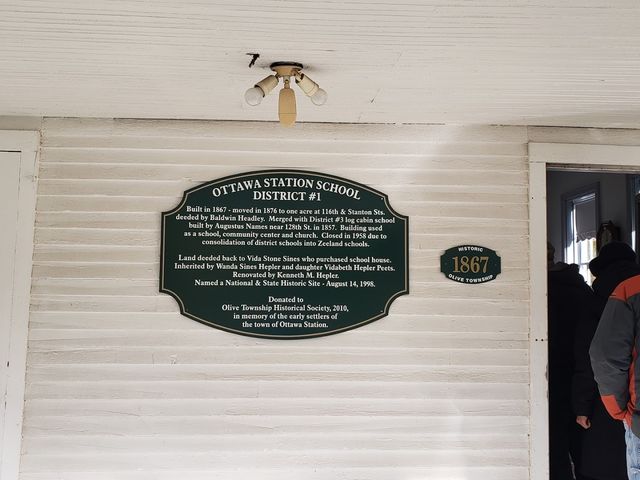 OTTAWA STATION SCHOOL
DISTRICT #1
Built in 1867 - moved in 1876 to one acre at 116th & Stanton Sts.
deeded by Baldwin Headley. Merged with District #3 log cabin school
built by Augustus Names near 128th St. in 1857. Building used
as a school, community center and church. Closed in 1958 due to
consolidation of district schools into Zeeland schools.
Land deeded back to Vida Stone Sines who purchased school house.
Inherited by Wanda Sines Hepler and daughter Vidabeth Hepler Peets.
Renovated by Kenneth M. Hepler.
Named a National & State Historic Site - August 14, 1998.
Donated to
Olive Township Historical Society, 2010,
in memory of the early settlers of
the town of Ottawa Station.
HISTORIC
1867
OLIVE TOWNSHIP